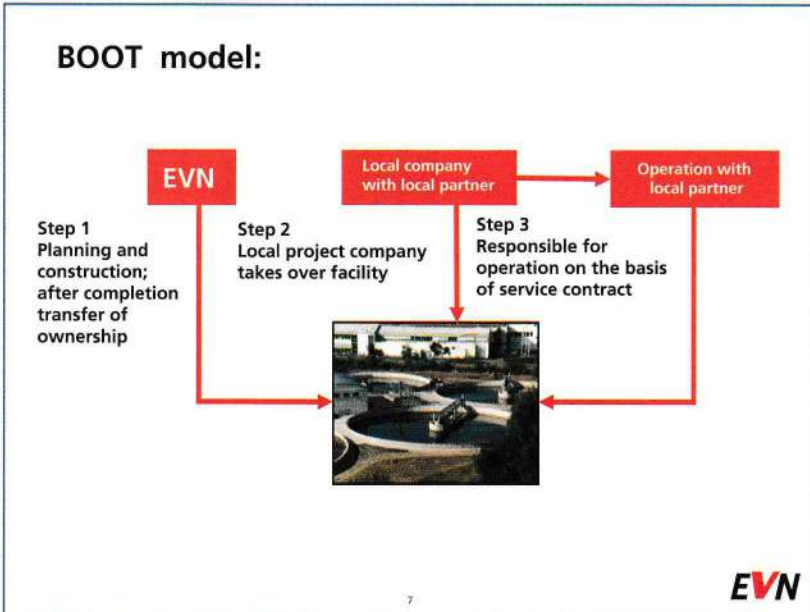 BOOT model:
EVN
Local company
with local partner
Operation with
local partner
Step 1
Planning and
construction;
after completion
transfer of
ownership
Step 2
Local project company
takes over facility
Step 3
Responsible for
operation on the basis
of service contract
7
EVN